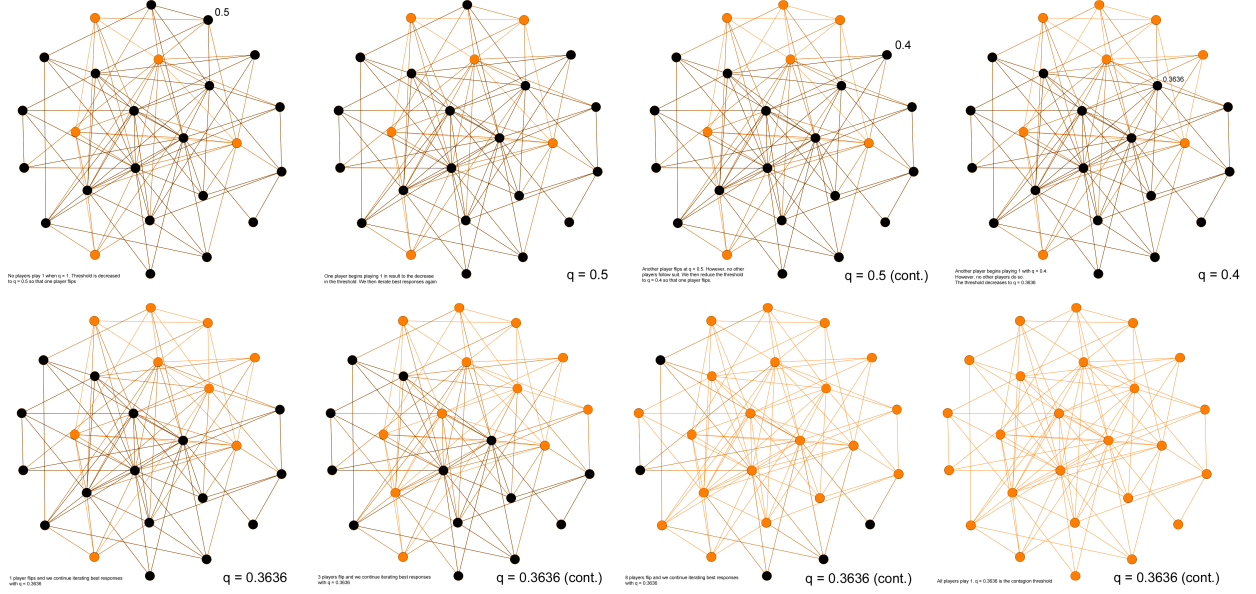 0.5
No players play 1 when q = 1. Threshold is decreased
to q = 0.5 so that one player flips
One player begins playing 1 in result to the decrease
in the threshold. We then iterate best responses again
q = 0.5
0.4
Another player flips at q = 0.5. However, no other
players follow suit. We then reduce the threshold
to q = 0.4 so that one player flips.
q = 0.5 (cont.)
0.3636
Another player begins playing 1 with q = 0.4.
However, no other players do so.
The threshold decreases to q = 0.3636
q = 0.4
1 player flips and we continue iterating best responses
with q = 0.3636
q = 0.3636
3 players flip and we continue iterating best responses
with q = 0.3636
q = 0.3636 (cont.)
8 players flip and we continue iterating best responses
with q = 0.3636
q = 0.3636 (cont.)
All players play 1. q = 0.3636 is the contagion threshold
q = 0.3636 (cont.)